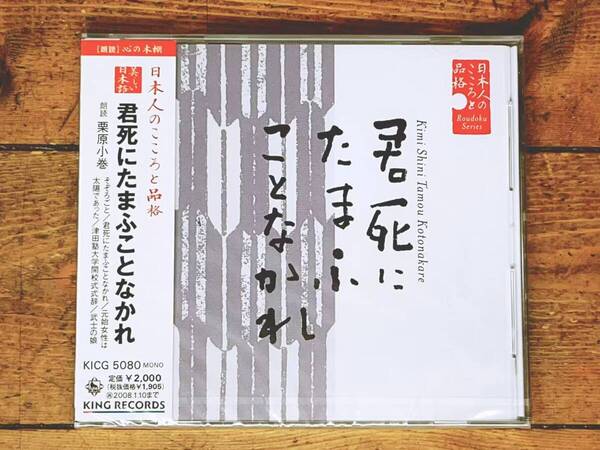 [朗読]心の本棚
美しい
日本語
日本人のこころと品格
君死にたまふことなかれ
朗読 栗原小巻
そぞろごと/君死にたまふことなかれ/元始女性は
太陽であった/津田塾大学開校式式辞/武士の娘
KICG 5080 MONO
定価 ¥2,000
(税抜価格¥1,905)
㋐2008.1.10まで
KING RECORDS
君死に
たまふ
ことなかれ
Kimi Shini Tamou Kotonakare
日本人の
こころと
品格
Roudoku
Series